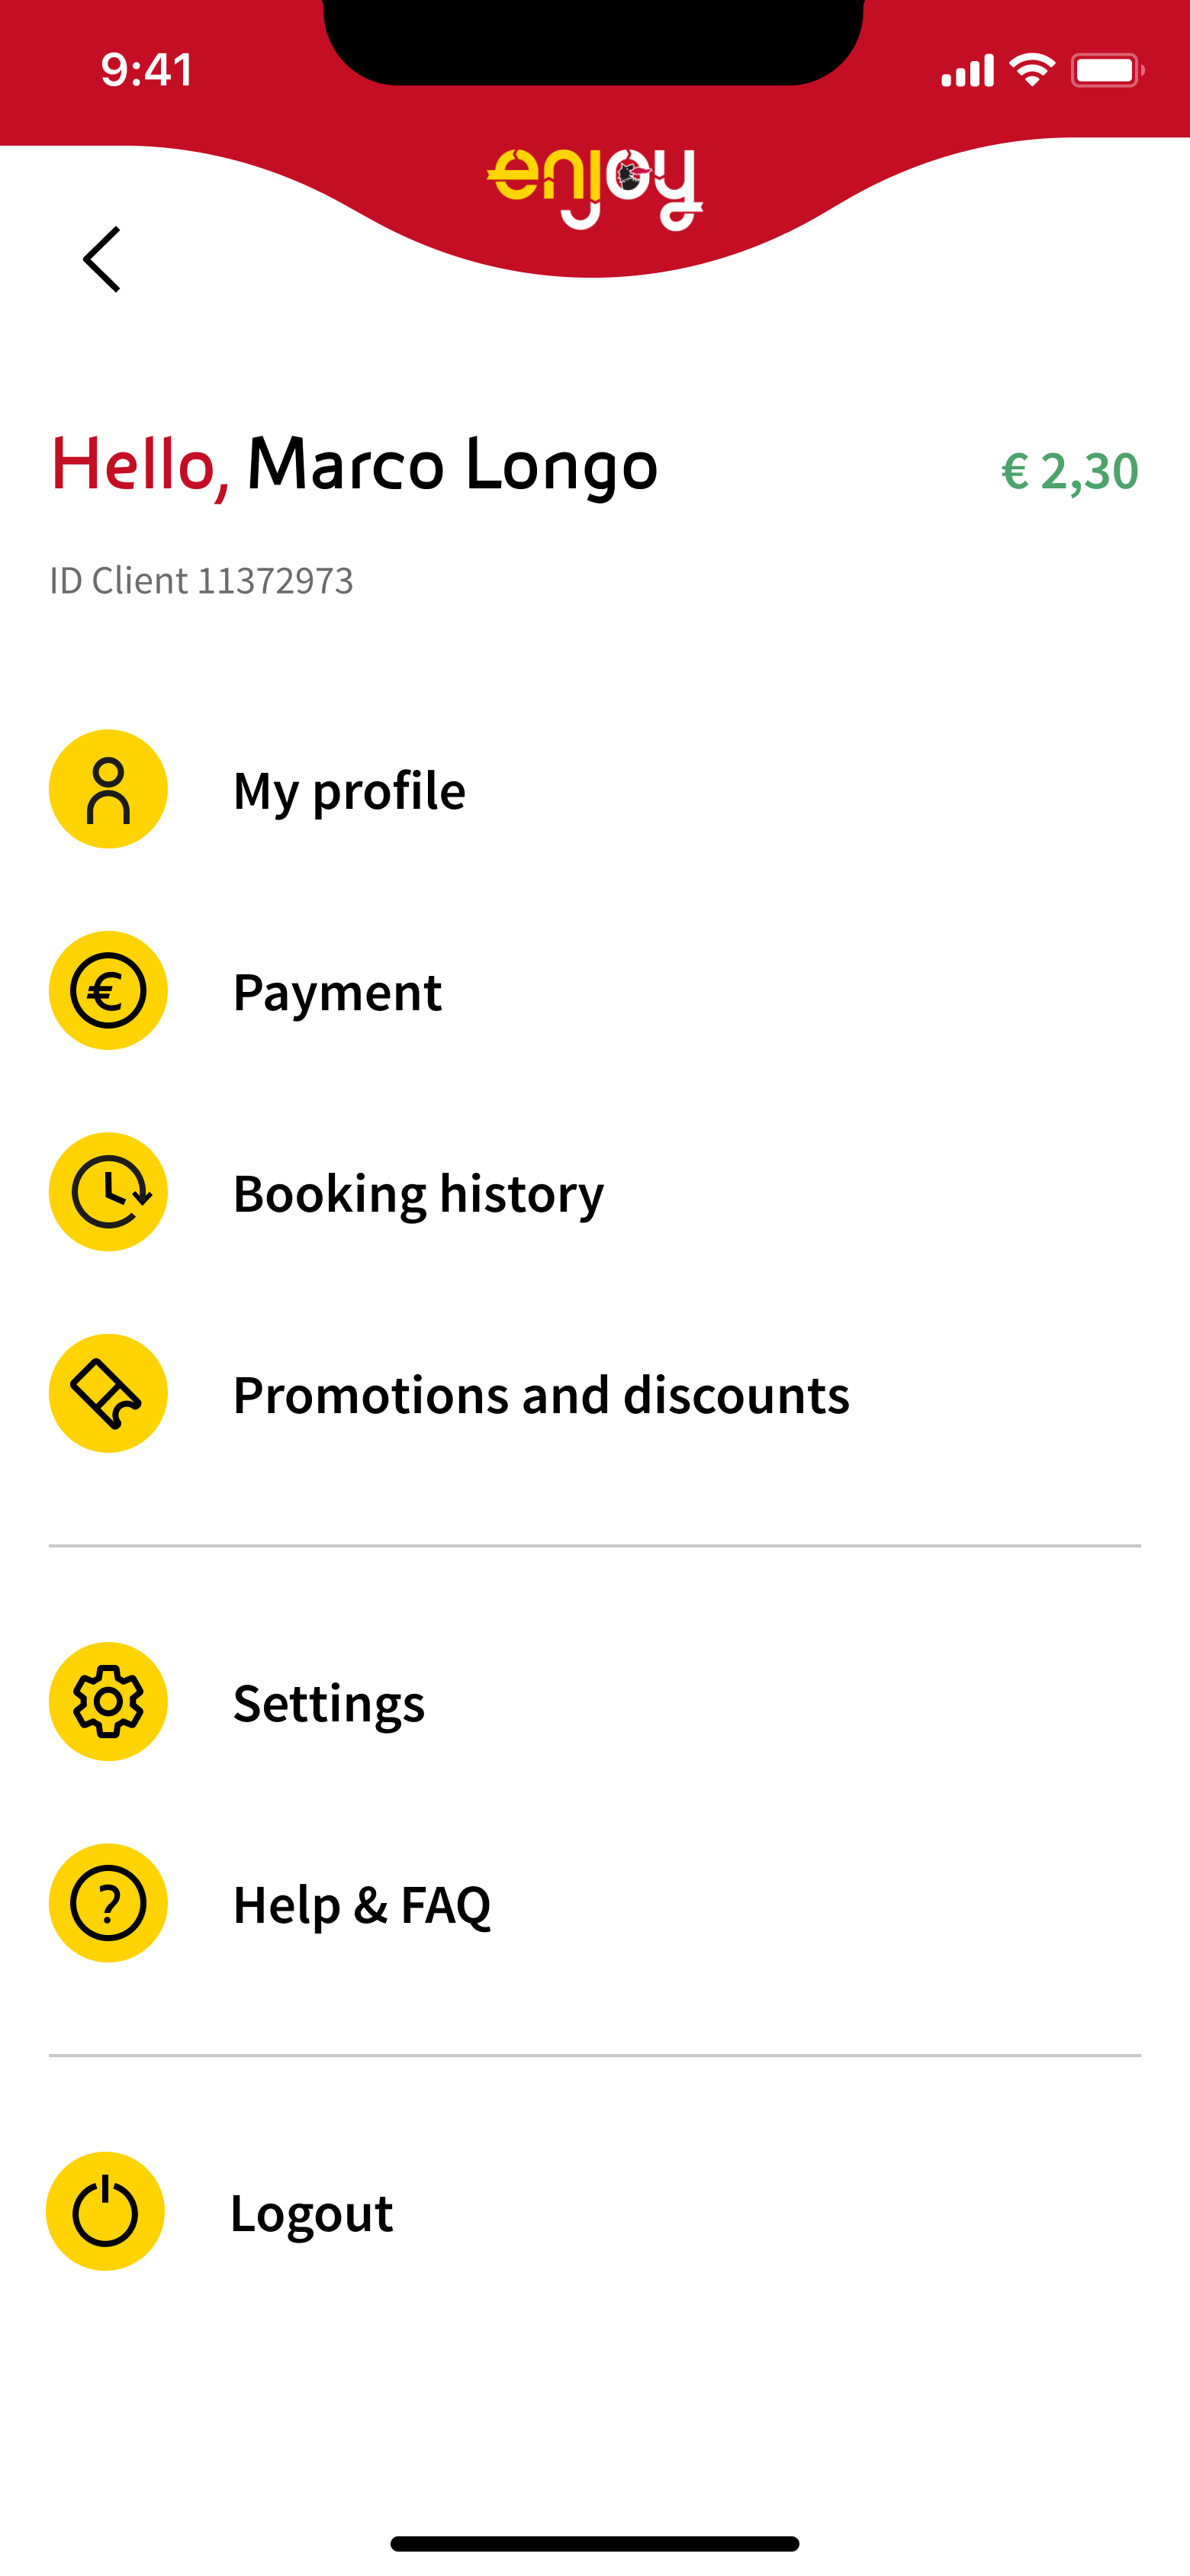 9:41
enjoy
Hello, Marco Longo
€ 2,30
ID Client 11372973
My profile
€
Payment
Booking history
Promotions and discounts
Settings
?
Help & FAQ
Logout